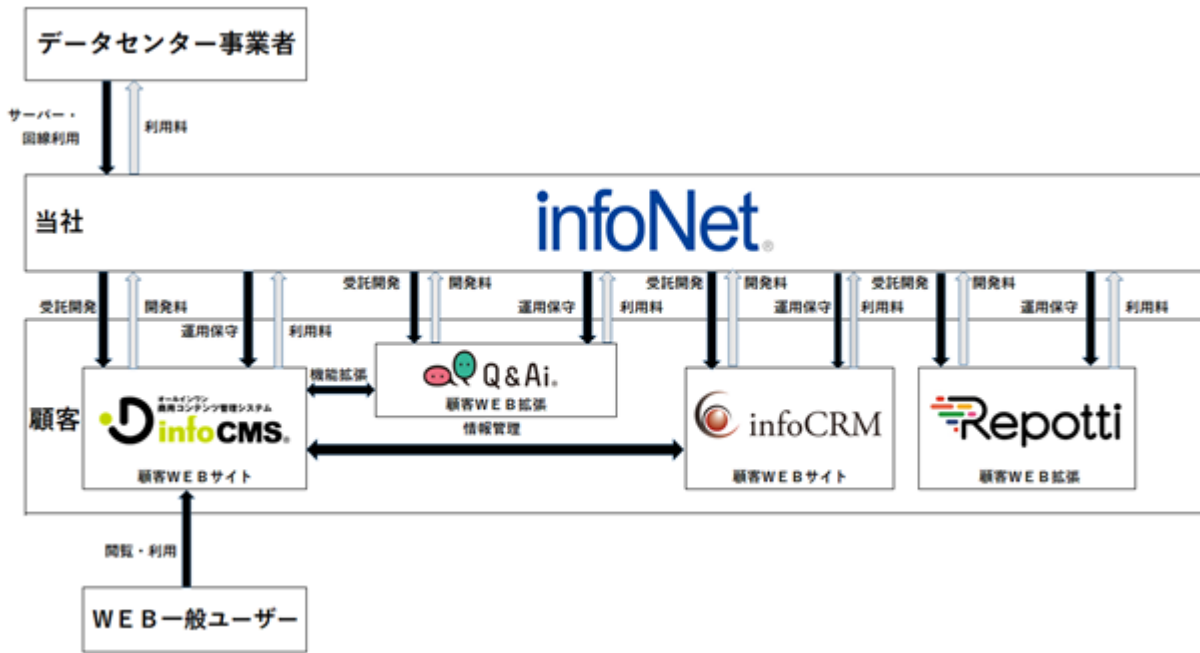 データセンター事業者
サーバー・
回線利用
利用料
当社
infoNet®
受託開発
開発料
運用保守
利用料
受託開発
開発料
運用保守
利用料
受託開発
開発料
運用保守
利用料
受託開発
開発料
運用保守
利用料
顧客
オールインワン
商用コンテンツ管理システム
infoCMS®
顧客WEBサイト
機能拡張
Q&Ai®
顧客WEB拡張
情報管理
infoCRM
顧客WEBサイト
Repotti
顧客WEB拡張
閲覧・利用
WEB一般ユーザー